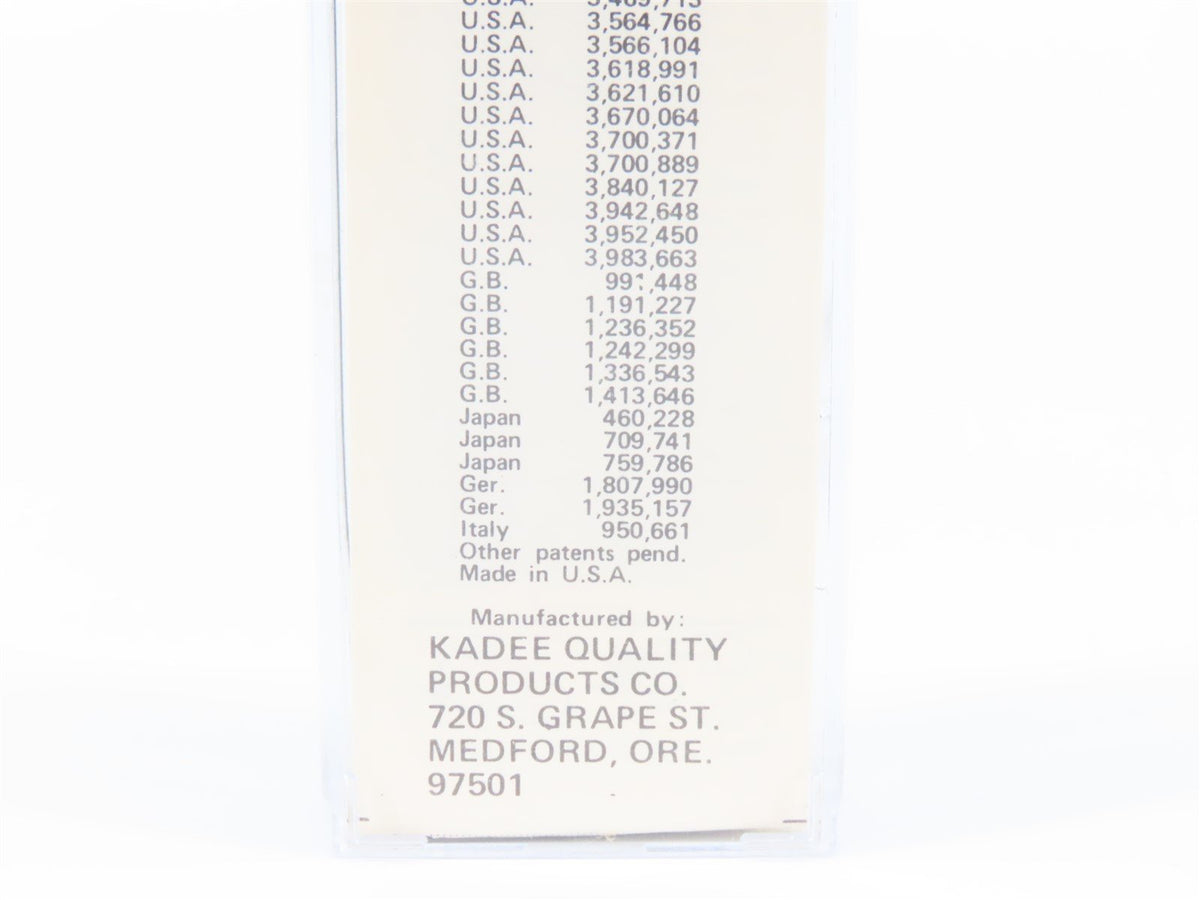 U.S.A. 3,469,713
U.S.A. 3,564,766
U.S.A. 3,566,104
U.S.A. 3,618,991
U.S.A. 3,621,610
U.S.A. 3,670,064
U.S.A. 3,700,371
U.S.A. 3,700,889
U.S.A. 3,840,127
U.S.A. 3,942,648
U.S.A. 3,952,450
U.S.A. 3,983,663
G.B. 991,448
G.B. 1,191,227
G.B. 1,236,352
G.B. 1,242,299
G.B. 1,336,543
G.B. 1,413,646
Japan 460,228
Japan 709,741
Japan 759,786
Ger. 1,807,990
Ger. 1,935,157
Italy 950,661
Other patents pend.
Made in U.S.A.
Manufactured by:
KADEE QUALITY
PRODUCTS CO.
720 S. GRAPE ST.
MEDFORD, ORE.
97501